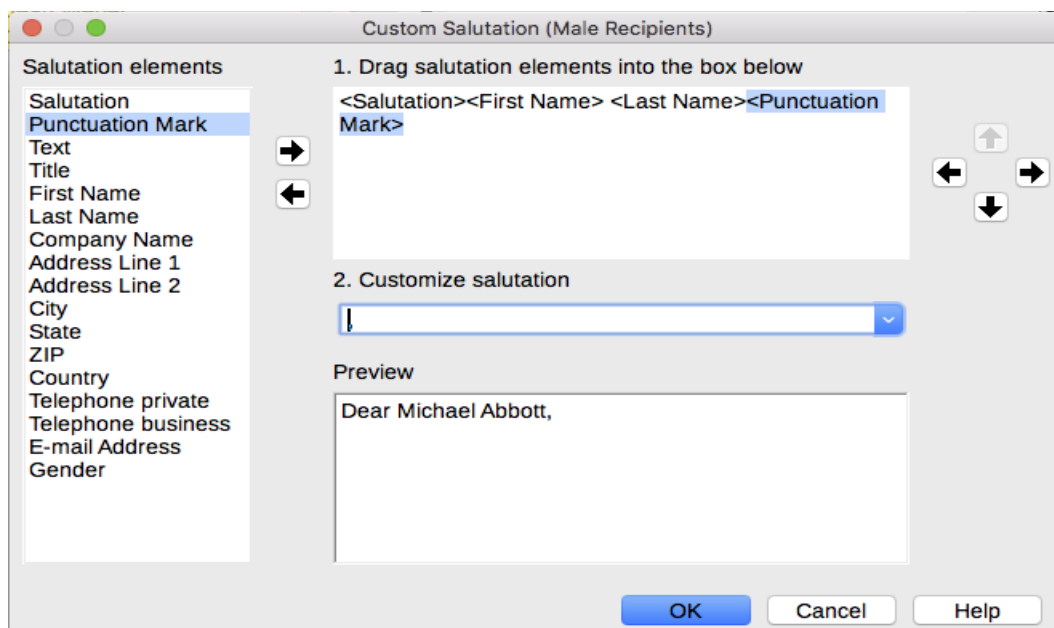 Custom Salutation (Male Recipients)
Salutation elements
Salutation
Punctuation Mark
Text
Title
First Name
Last Name
Company Name
Address Line 1
Address Line 2
City
State
ZIP
Country
Telephone private
Telephone business
E-mail Address
Gender
1. Drag salutation elements into the box below
<Salutation><First Name> <Last Name><Punctuation
Mark>
2. Customize salutation
,
Preview
Dear Michael Abbott,
OK
Cancel
Help